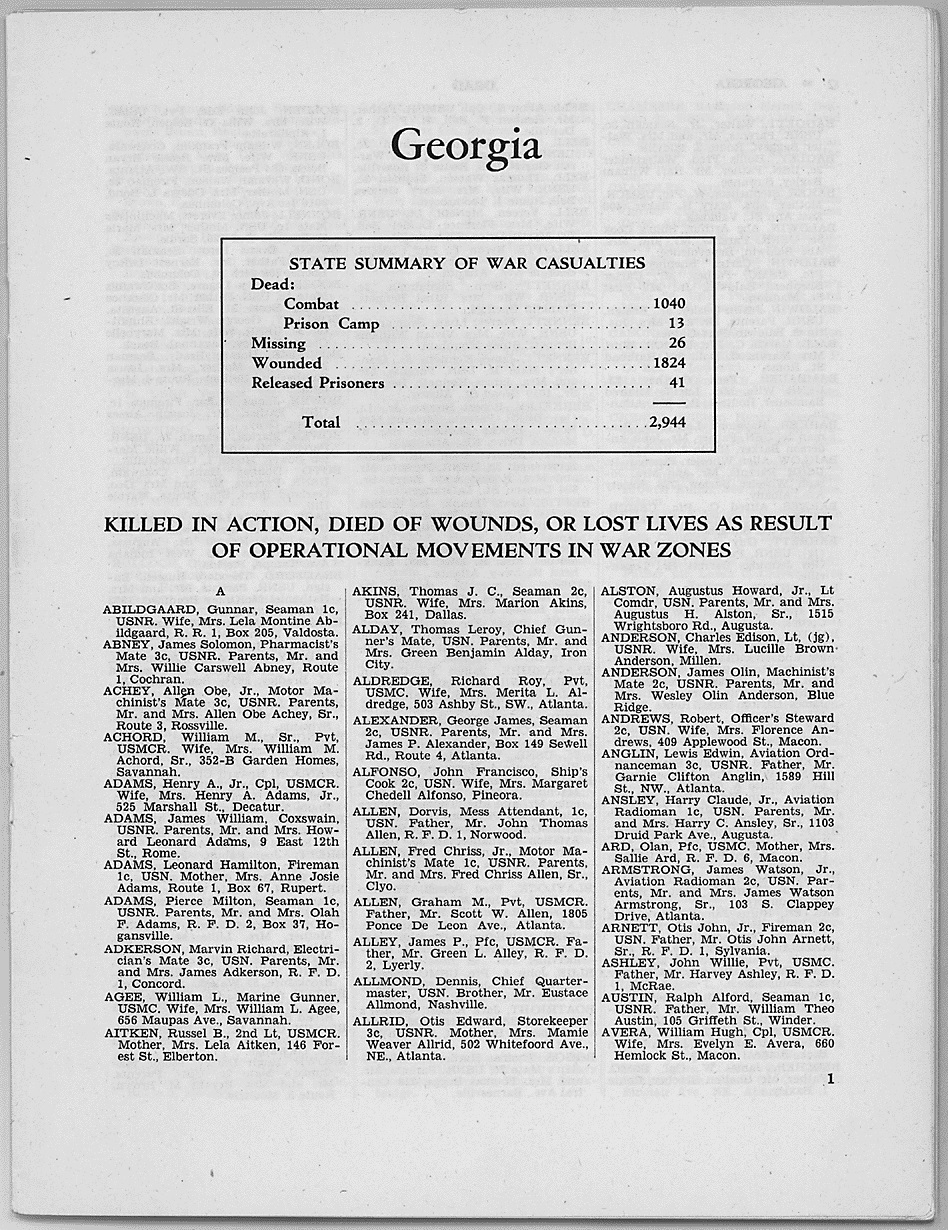 Georgia
STATE SUMMARY OF WAR CASUALTIES
Dead:
Combat ........................................ 1040
Prison Camp ................................... 13
Missing ....................................... 26
Wounded ....................................... 1824
Released Prisoners ............................ 41
Total ......................................... 2,944
KILLED IN ACTION, DIED OF WOUNDS, OR LOST LIVES AS RESULT
OF OPERATIONAL MOVEMENTS IN WAR ZONES
A
ABILDGAARD, Gunnar, Seaman 1c,
USNR. Wife, Mrs. Lela Montine Ab-
ildgaard, R. R. 1, Box 205, Valdosta.
ABNEY, James Solomon, Pharmacist's
Mate 3c, USNR. Parents, Mr. and
Mrs. Willie Carswell Abney, Route
1, Cochran.
ACHEY, Allen Obe, Jr., Motor Ma-
chinist's Mate 3c, USNR. Parents,
Mr. and Mrs. Allen Obe Achey, Sr.,
Route 3, Rossville.
ACHORD, William M., Sr., Pvt,
USMCR. Wife, Mrs. William M.
Achord, Sr., 352-B Garden Homes,
Savannah.
ADAMS, Henry A., Jr., Cpl, USMCR.
Wife, Mrs. Henry A. Adams, Jr.,
525 Marshall St., Decatur.
ADAMS, James William, Coxswain,
USNR. Parents, Mr. and Mrs. How-
ard Leonard Adams, 9 East 12th
St., Rome.
ADAMS, Leonard Hamilton, Fireman
1c, USN. Mother, Mrs. Anne Josie
Adams, Route 1, Box 67, Rupert.
ADAMS, Pierce Milton, Seaman 1c,
USNR. Parents, Mr. and Mrs. Olah
F. Adams, R. F. D. 2, Box 37, Ho-
gansville.
ADKERSON, Marvin Richard, Electri-
cian's Mate 3c, USN. Parents, Mr.
and Mrs. James Adkerson, R. F. D.
1, Concord.
AGEE, William L., Marine Gunner,
USMC. Wife, Mrs. William L. Agee,
656 Maupas Ave., Savannah.
AITKEN, Russel B., 2nd Lt, USMCR.
Mother, Mrs. Lela Aitken, 146 For-
est St., Elberton.
AKINS, Thomas J. C., Seaman 2c,
USNR. Wife, Mrs. Marion Akins,
Box 241, Dallas.
ALDAY, Thomas Leroy, Chief Gun-
ner's Mate, USN. Parents, Mr. and
Mrs. Green Benjamin Alday, Iron
City.
ALDREDGE, Richard Roy, Pvt,
USMC. Wife, Mrs. Merita L. Al-
dredge, 503 Ashby St., SW., Atlanta.
ALEXANDER, George James, Seaman
2c, USNR. Parents, Mr. and Mrs.
James P. Alexander, Box 149 Sewell
Rd., Route 4, Atlanta.
ALFONSO, John Francisco, Ship's
Cook 2c, USN. Wife, Mrs. Margaret
Chedell Alfonso, Pineora.
ALLEN, Dorvis, Mess Attendant, 1c,
USN. Father, Mr. John Thomas
Allen, R. F. D. 1, Norwood.
ALLEN, Fred Chriss, Jr., Motor Ma-
chinist's Mate 1c, USNR. Parents,
Mr. and Mrs. Fred Chriss Allen, Sr.,
Clyo.
ALLEN, Graham M., Pvt, USMCR.
Father, Mr. Scott W. Allen, 1805
Ponce De Leon Ave., Atlanta.
ALLEY, James P., Pfc, USMCR. Fa-
ther, Mr. Green L. Alley, R. F. D.
2, Lyerly.
ALLMOND, Dennis, Chief Quarter-
master, USN. Brother, Mr. Eustace
Allmond, Nashville.
ALLRID, Otis Edward, Storekeeper
3c, USNR. Mother, Mrs. Mamie
Weaver Allrid, 502 Whitefoord Ave.,
NE., Atlanta.
ALSTON, Augustus Howard, Jr., Lt
Comdr, USN. Parents, Mr. and Mrs.
Augustus H. Alston, Sr., 1515
Wrightsboro Rd., Augusta.
ANDERSON, Charles Edison, Lt, (jg),
USNR. Wife, Mrs. Lucille Brown
Anderson, Millen.
ANDERSON, James Olin, Machinist's
Mate 2c, USNR. Parents, Mr. and
Mrs. Wesley Olin Anderson, Blue
Ridge.
ANDREWS, Robert, Officer's Steward
2c, USN. Wife, Mrs. Florence An-
drews, 409 Applewood St., Macon.
ANGLIN, Lewis Edwin, Aviation Ord-
nanceman 3c, USNR. Father, Mr.
Garnie Clifton Anglin, 1589 Hill
St., NW., Atlanta.
ANSLEY, Harry Claude, Jr., Aviation
Radioman 1c, USN. Parents, Mr.
and Mrs. Harry C. Ansley, Sr., 1103
Druid Park Ave., Augusta.
ARD, Olan, Pfc, USMC. Mother, Mrs.
Sallie Ard, R. F. D. 6, Macon.
ARMSTRONG, James Watson, Jr.,
Aviation Radioman 2c, USN. Par-
ents, Mr. and Mrs. James Watson
Armstrong, Sr., 103 S. Clappey
Drive, Atlanta.
ARNETT, Otis John, Jr., Fireman 2c,
USN. Father, Mr. Otis John Arnett,
Sr., R. F. D. 1, Sylvania.
ASHLEY, John Willie, Pvt, USMC.
Father, Mr. Harvey Ashley, R. F. D.
1, McRae.
AUSTIN, Ralph Alford, Seaman 1c,
USNR. Father, Mr. William Theo
Austin, 105 Griffeth St., Winder.
AVERA, William Hugh, Cpl, USMCR.
Wife, Mrs. Evelyn E. Avera, 660
Hemlock St., Macon.
1